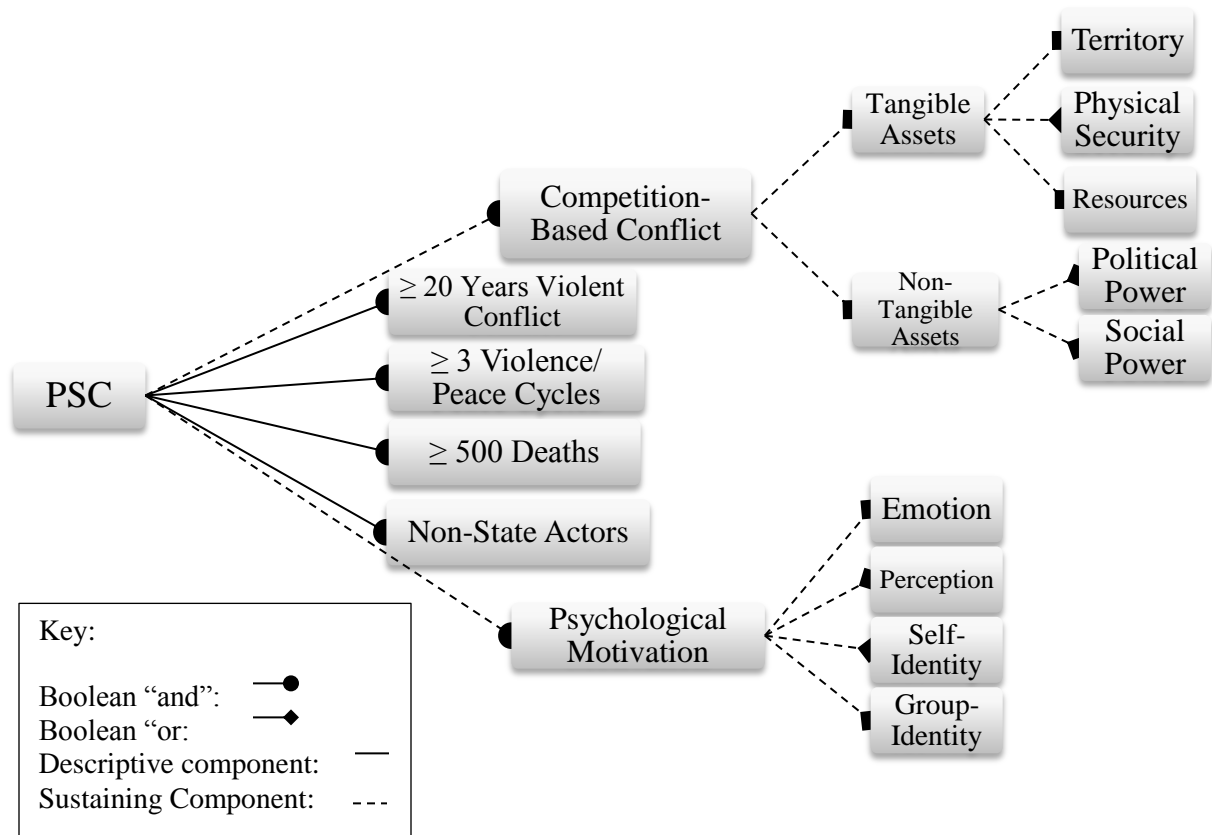 PSC
Competition-
Based Conflict
≥ 20 Years Violent
Conflict
≥ 3 Violence/
Peace Cycles
≥ 500 Deaths
Non-State Actors
Psychological
Motivation
Tangible
Assets
Non-
Tangible
Assets
Territory
Physical
Security
Resources
Political
Power
Social
Power
Emotion
Perception
Self-
Identity
Group-
Identity
Key:
Boolean “and”:
Boolean “or:
Descriptive component:
Sustaining Component: